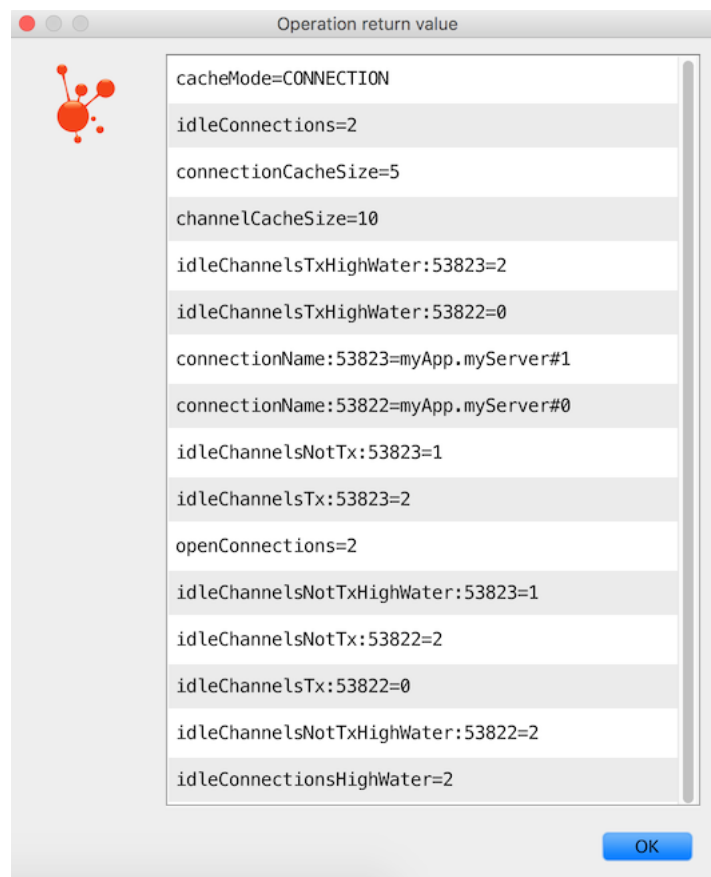 Operation return value
cacheMode=CONNECTION
idleConnections=2
connectionCacheSize=5
channelCacheSize=10
idleChannelsTxHighWater:53823=2
idleChannelsTxHighWater:53822=0
connectionName:53823=myApp.myServer#1
connectionName:53822=myApp.myServer#0
idleChannelsNotTx:53823=1
idleChannelsTx:53823=2
openConnections=2
idleChannelsNotTxHighWater:53823=1
idleChannelsNotTx:53822=2
idleChannelsTx:53822=0
idleChannelsNotTxHighWater:53822=2
idleConnectionsHighWater=2
OK